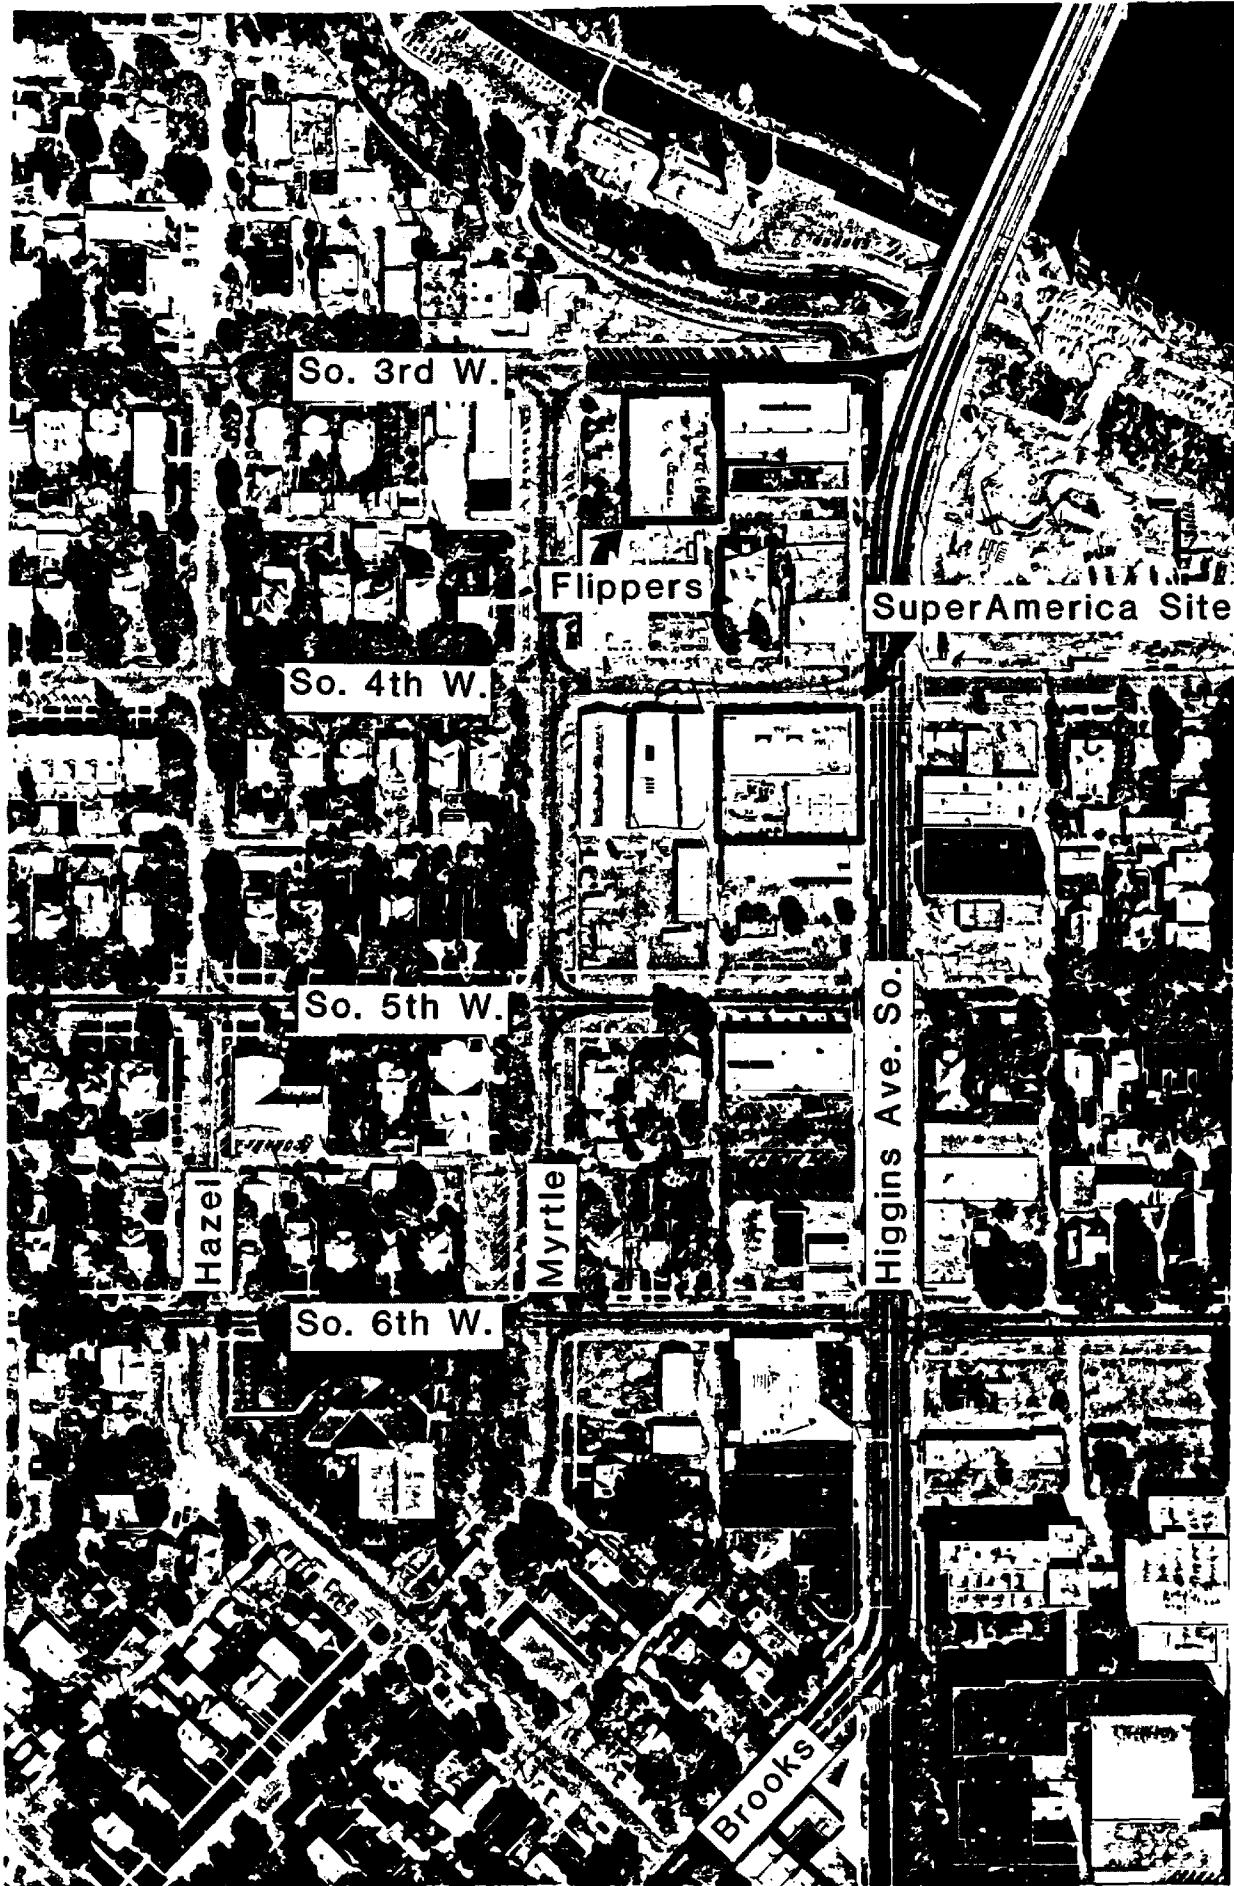 So. 3rd W.
Flippers
SuperAmerica Site
So. 4th W.
So. 5th W.
Higgins Ave. So.
Hazel
Myrtle
So. 6th W.
Brooks